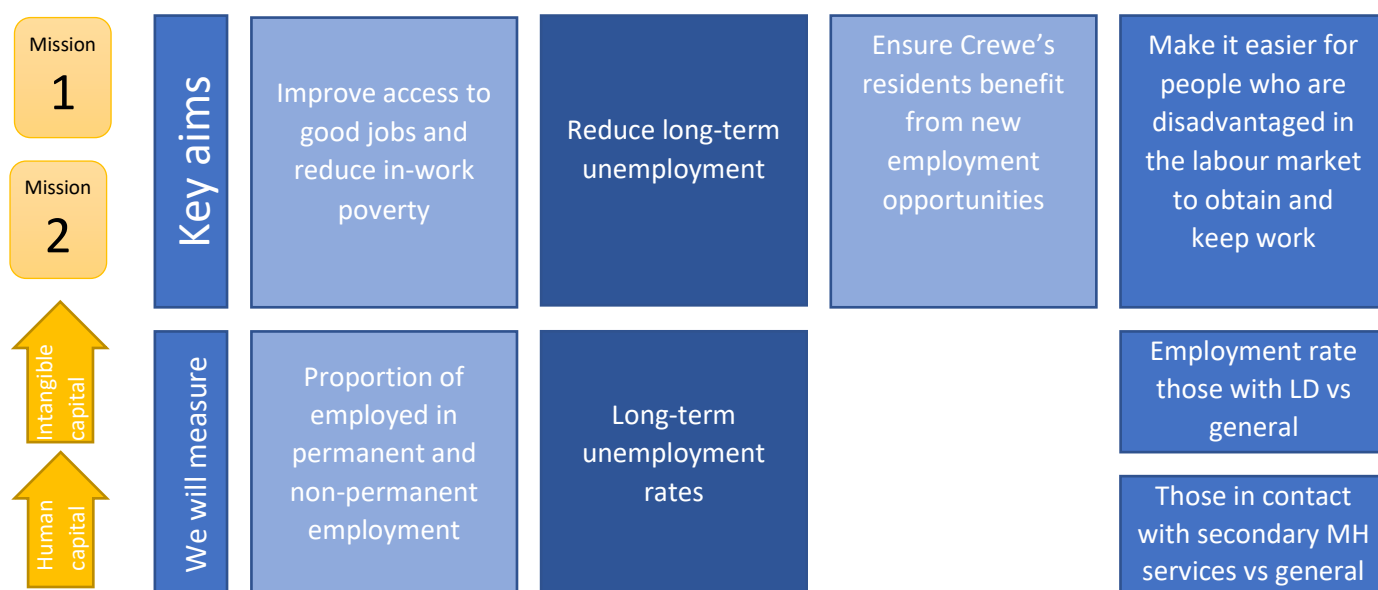 Mission
1
Mission
2
Intangible
capital
Human
capital
Key aims
Improve access to
good jobs and
reduce in-work
poverty
Reduce long-term
unemployment
Ensure Crewe’s
residents benefit
from new
employment
opportunities
Make it easier for
people who are
disadvantaged in
the labour market
to obtain and
keep work
We will measure
Proportion of
employed in
permanent and
non-permanent
employment
Long-term
unemployment
rates
Employment rate
those with LD vs
general
Those in contact
with secondary MH
services vs general